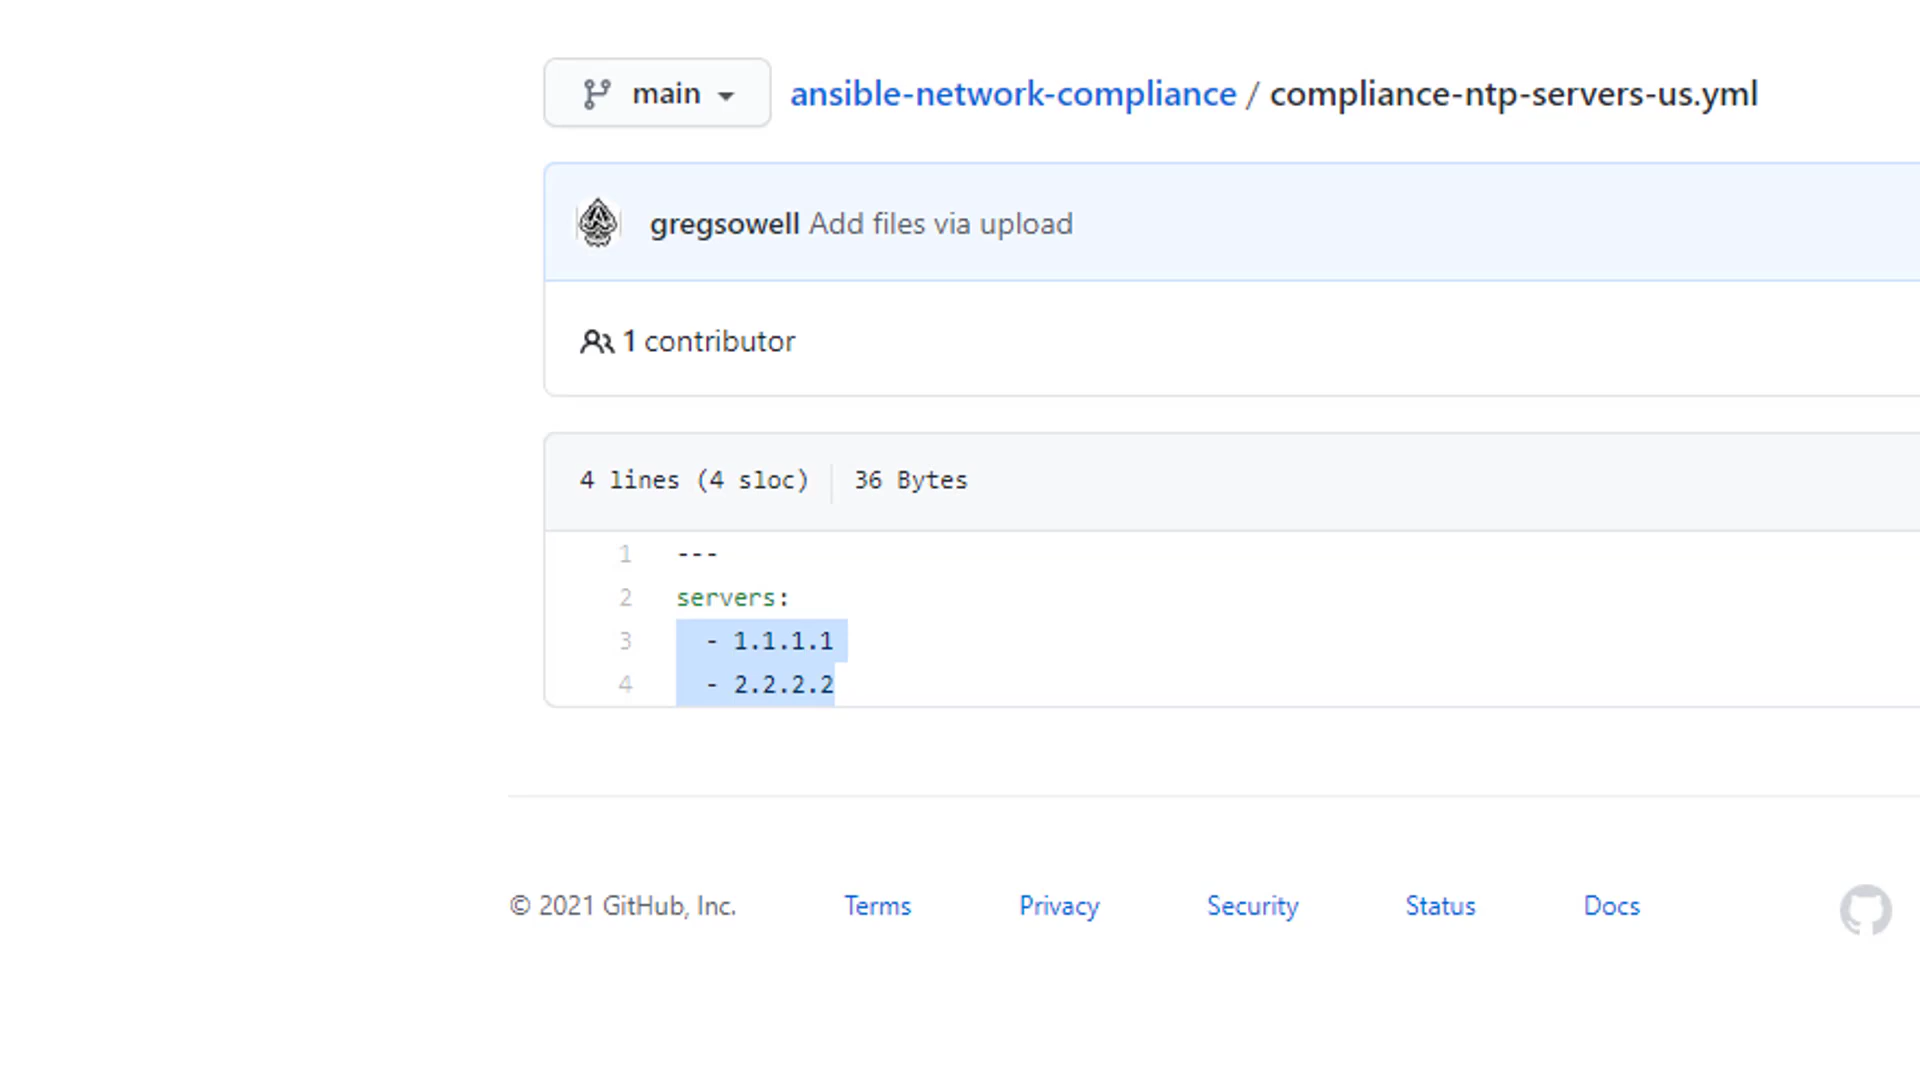 main ansible-network-compliance / compliance-ntp-servers-us.yml
gregsowell Add files via upload
1 contributor
4 lines (4 sloc) 36 Bytes
1 ---
2 servers:
3 - 1.1.1.1
4 - 2.2.2.2
© 2021 GitHub, Inc. Terms Privacy Security Status Docs